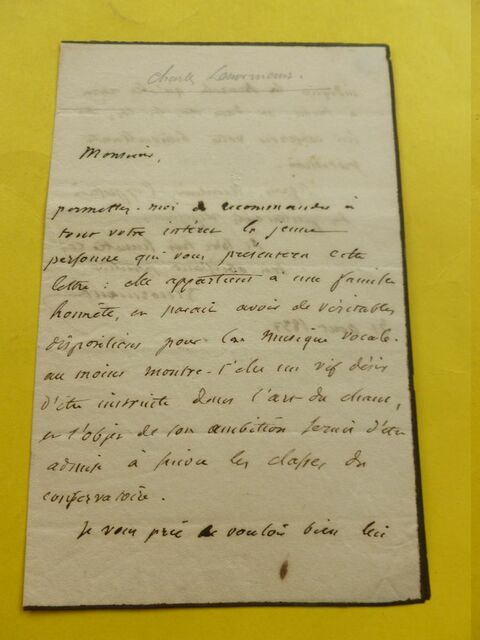 Charles Lenormant.
Monsieur,
permettez-moi de recommander à
tout votre intérêt la jeune
personne qui vous présentera cette
lettre : elle appartient à une famille
honnête, et paraît avoir de véritables
dispositions pour la musique vocale.
au moins montre-t'elle un vif désir
d'être instruite dans l'art du chant,
et l'objet de son ambition serait d'être
admise à suivre les classes du
conservatoire.
Je vous prie de vouloir bien lui